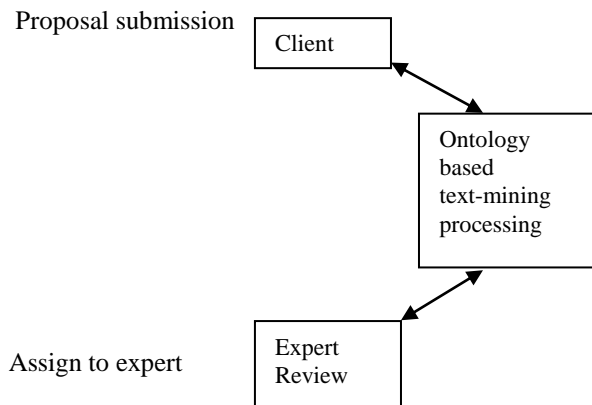 Proposal submission
Client
Ontology
based
text-mining
processing
Expert
Review
Assign to expert